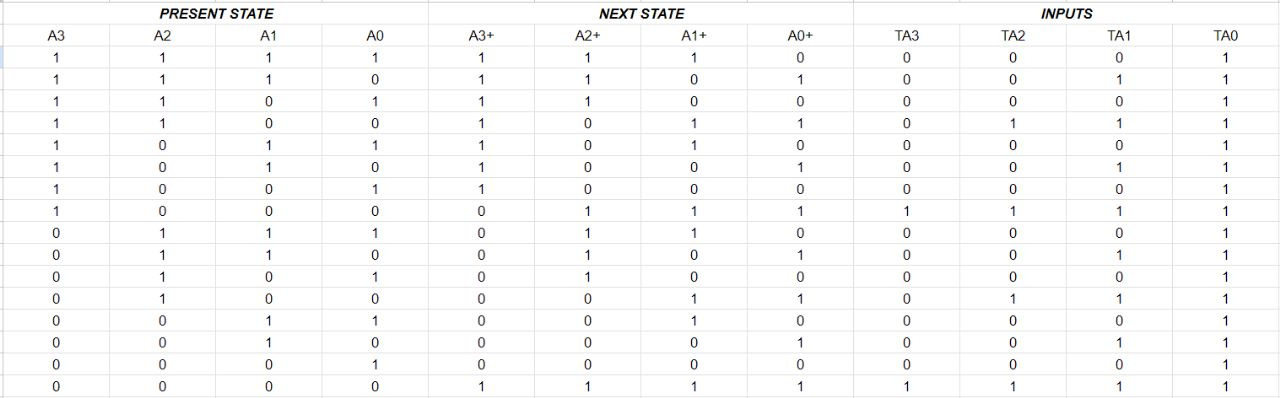 PRESENT STATE NEXT STATE INPUTS
A3 A2 A1 A0 A3+ A2+ A1+ A0+ TA3 TA2 TA1 TA0
1 1 1 1 1 1 1 0 0 0 0 1
1 1 1 0 1 1 0 1 0 0 1 1
1 1 0 1 1 1 0 0 0 0 0 1
1 1 0 0 1 0 1 1 0 1 1 1
1 0 1 1 1 0 1 0 0 0 0 1
1 0 1 0 1 0 0 1 0 0 1 1
1 0 0 1 1 0 0 0 0 0 0 1
1 0 0 0 0 1 1 1 1 1 1 1
0 1 1 1 0 1 1 0 0 0 0 1
0 1 1 0 0 1 0 1 0 0 1 1
0 1 0 1 0 1 0 0 0 0 0 1
0 1 0 0 0 0 1 1 0 1 1 1
0 0 1 1 0 0 1 0 0 0 0 1
0 0 1 0 0 0 0 1 0 0 1 1
0 0 0 1 0 0 0 0 0 0 0 1
0 0 0 0 1 1 1 1 1 1 1 1